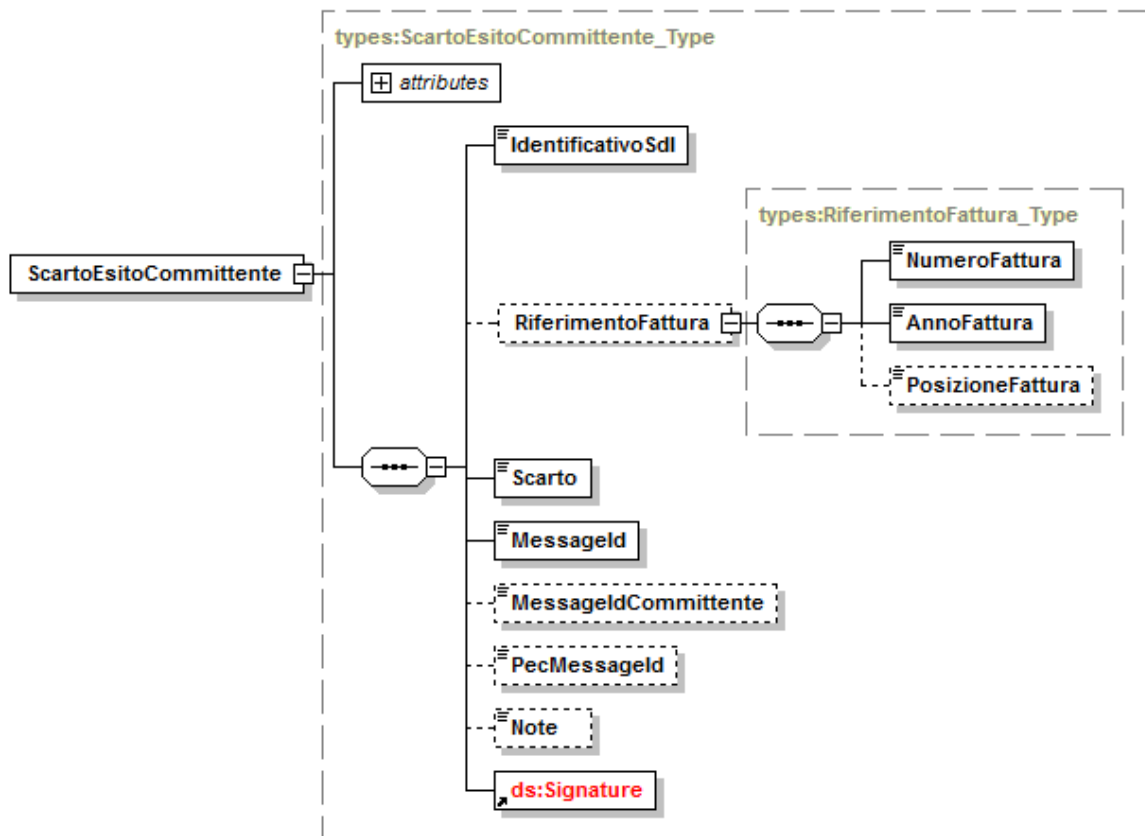 types:ScartoEsitoCommittente_Type
attributes
IdentificativoSdI
types:RiferimentoFattura_Type
NumeroFattura
ScartoEsitoCommittente
RiferimentoFattura
AnnoFattura
PosizioneFattura
Scarto
MessageId
MessageIdCommittente
PecMessageId
Note
ds:Signature